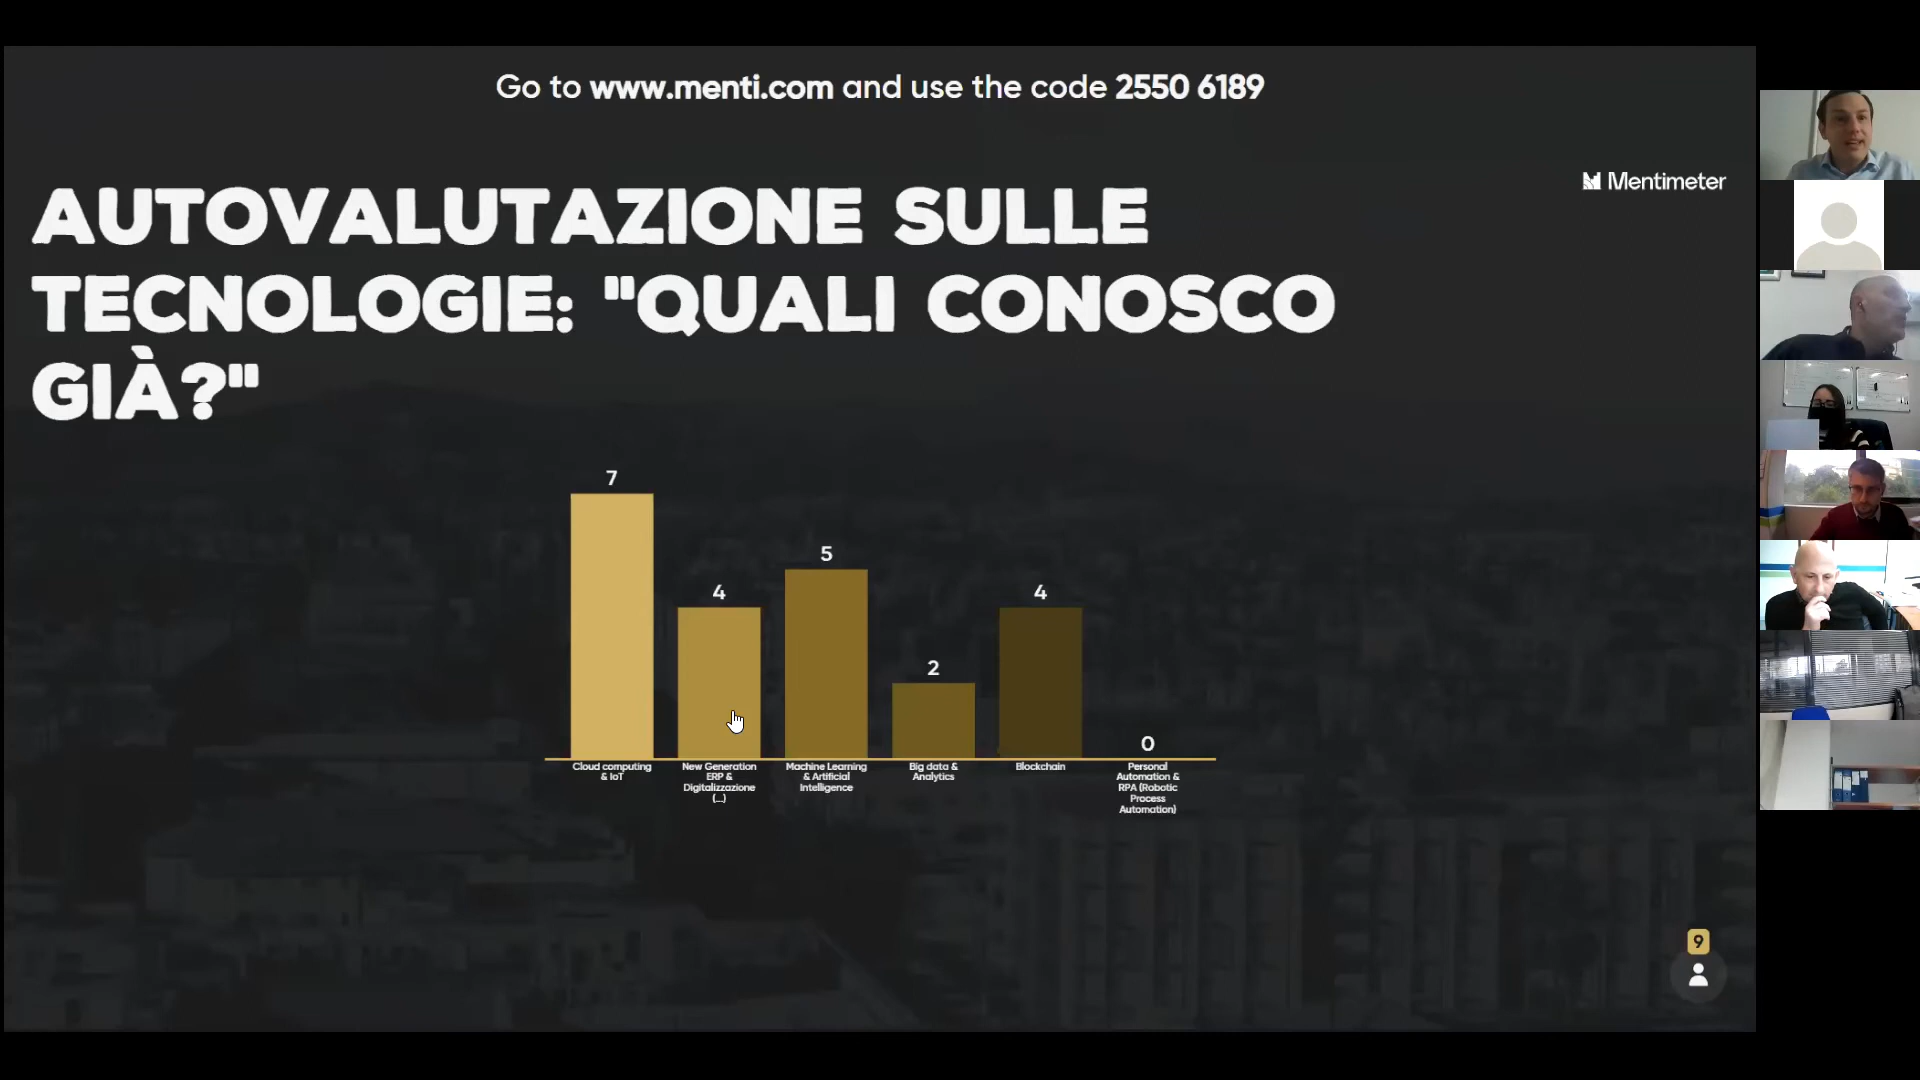 Go to www.menti.com and use the code 2550 6189
Mentimeter
AUTOVALUTAZIONE SULLE
TECNOLOGIE: "QUALI CONOSCO
GIÀ?"
7
4
5
2
4
0
Cloud computing
& IoT
New Generation
ERP &
Digitalizzazione
(...)
Machine Learning
& Artificial
Intelligence
Big data &
Analytics
Blockchain
Personal
Automation &
RPA (Robotic
Process
Automation)
9